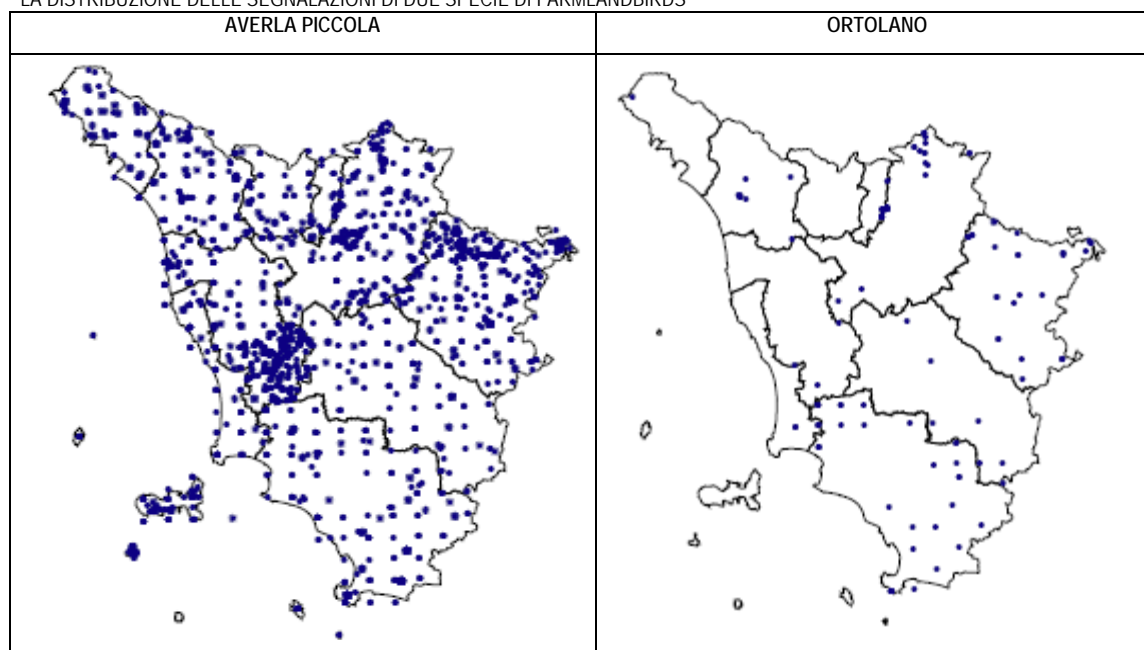 LA DISTRIBUZIONE DELLE SEGNALAZIONI DI DUE SPECIE DI FARMLANDBIRDS
AVERLA PICCOLA
ORTOLANO